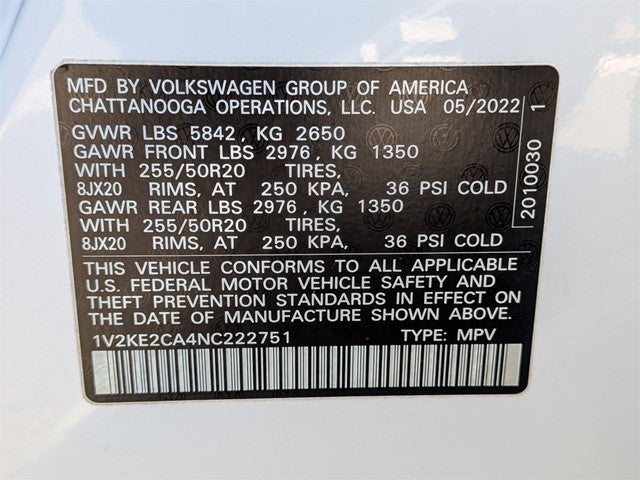 MFD BY VOLKSWAGEN GROUP OF AMERICA
CHATTANOOGA OPERATIONS, LLC. USA 05/2022
GVWR LBS 5842, KG 2650
GAWR FRONT LBS 2976, KG 1350
WITH 255/50R20 TIRES,
8JX20 RIMS, AT 250 KPA, 36 PSI COLD
GAWR REAR LBS 2976, KG 1350
WITH 255/50R20 TIRES,
8JX20 RIMS, AT 250 KPA, 36 PSI COLD
THIS VEHICLE CONFORMS TO ALL APPLICABLE
U.S. FEDERAL MOTOR VEHICLE SAFETY AND
THEFT PREVENTION STANDARDS IN EFFECT ON
THE DATE OF MANUFACTURE SHOWN ABOVE.
1V2KE2CA4NC222751 TYPE: MPV
2010030 1